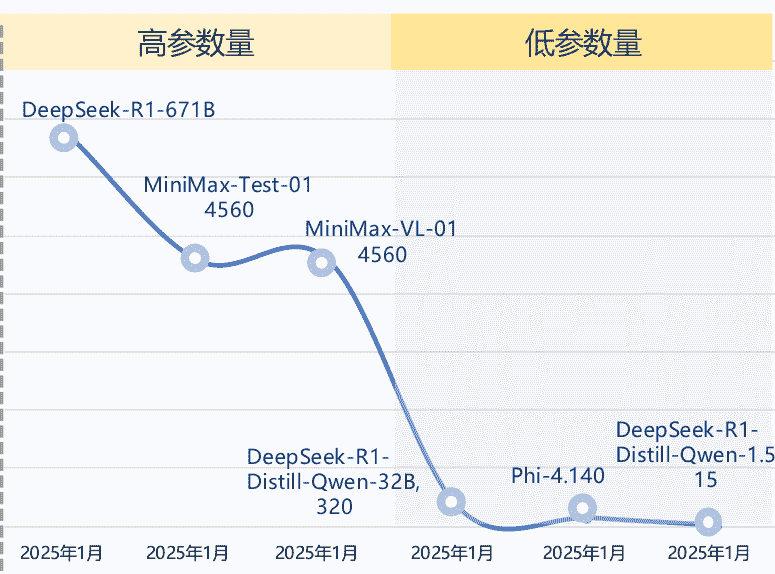 高参数量
低参数量
DeepSeek-R1-671B
MiniMax-Test-01
4560
MiniMax-VL-01
4560
DeepSeek-R1-
Distill-Qwen-32B,
320
Phi-4.140
DeepSeek-R1-
Distill-Qwen-1.5
15
2025年1月
2025年1月
2025年1月
2025年1月
2025年1月
2025年1月